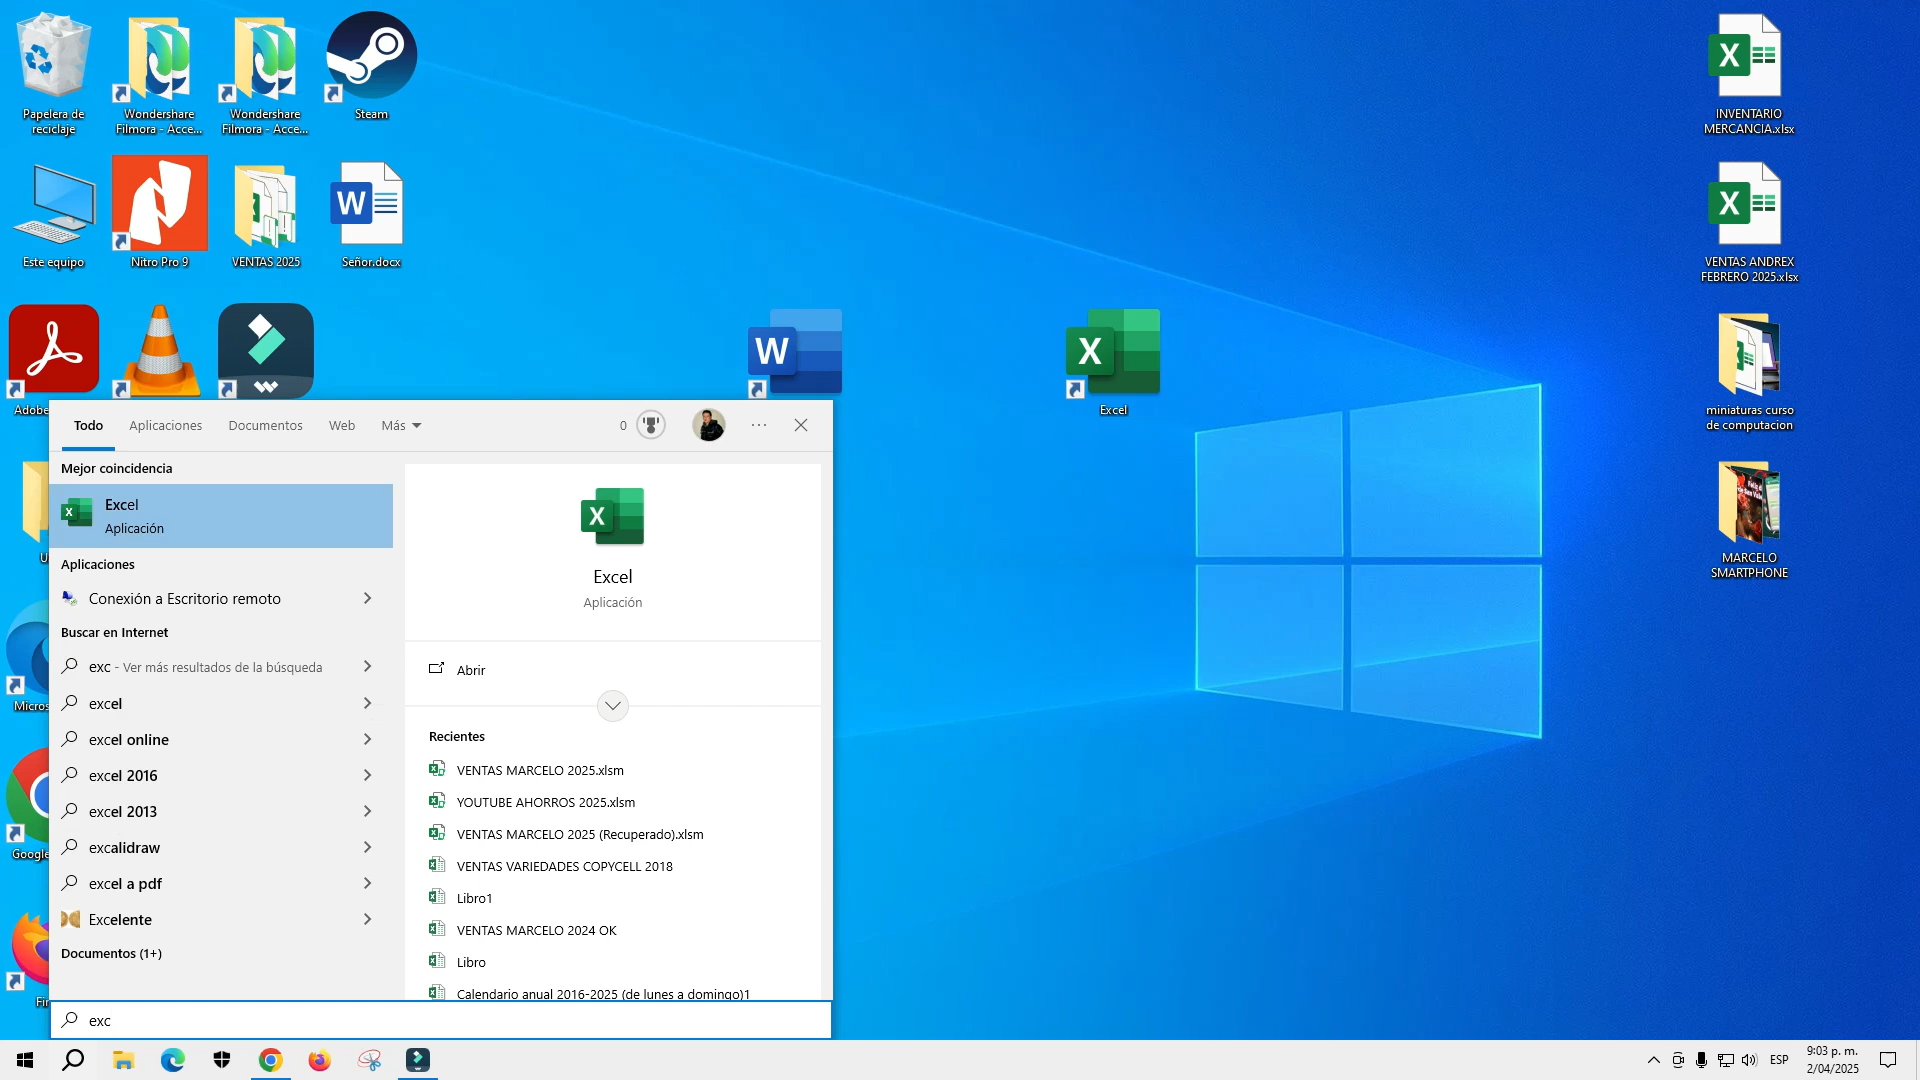 Papelera de
reciclaje
Wondershare
Filmora - Acce...
Wondershare
Filmora - Acce...
Steam
INVENTARIO
MERCANCIA.xlsx
Este equipo
Nitro Pro 9
VENTAS 2025
Señor.docx
VENTAS ANDREX
FEBRERO 2025.xlsx
Adobe
Excel
miniaturas curso
de computacion
MARCELO
SMARTPHONE
Micros
Google
Todo
Aplicaciones
Documentos
Web
Más
0
Mejor coincidencia
Excel
Aplicación
Aplicaciones
Conexión a Escritorio remoto
Buscar en Internet
exc - Ver más resultados de la búsqueda
excel
excel online
excel 2016
excel 2013
excalidraw
excel a pdf
Excelente
Documentos (1+)
Excel
Aplicación
Abrir
Recientes
VENTAS MARCELO 2025.xlsm
YOUTUBE AHORROS 2025.xlsm
VENTAS MARCELO 2025 (Recuperado).xlsm
VENTAS VARIEDADES COPYCELL 2018
Libro1
VENTAS MARCELO 2024 OK
Libro
Calendario anual 2016-2025 (de lunes a domingo)1
exc
ESP
9:03 p. m.
2/04/2025